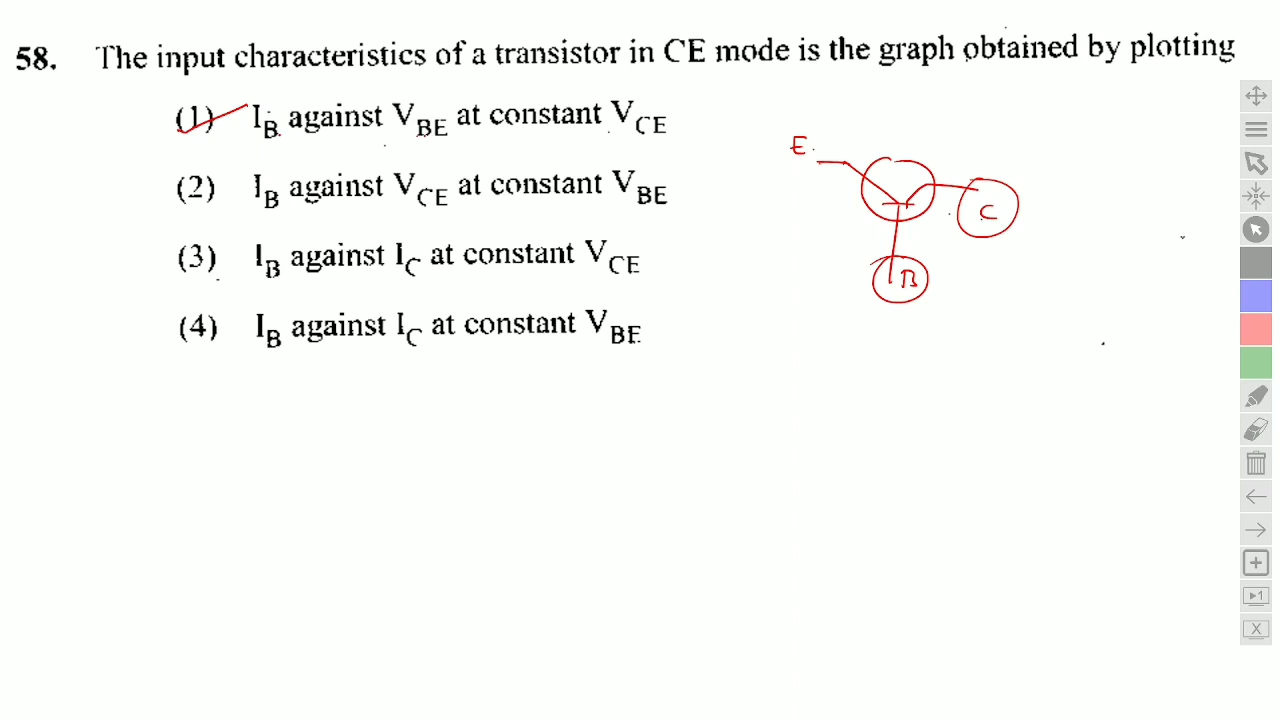 58. The input characteristics of a transistor in CE mode is the graph obtained by plotting
(1) I_B against V_BE at constant V_CE
(2) I_B against V_CE at constant V_BE
(3) I_B against I_C at constant V_CE
(4) I_B against I_C at constant V_BE
E
C
B
1
X